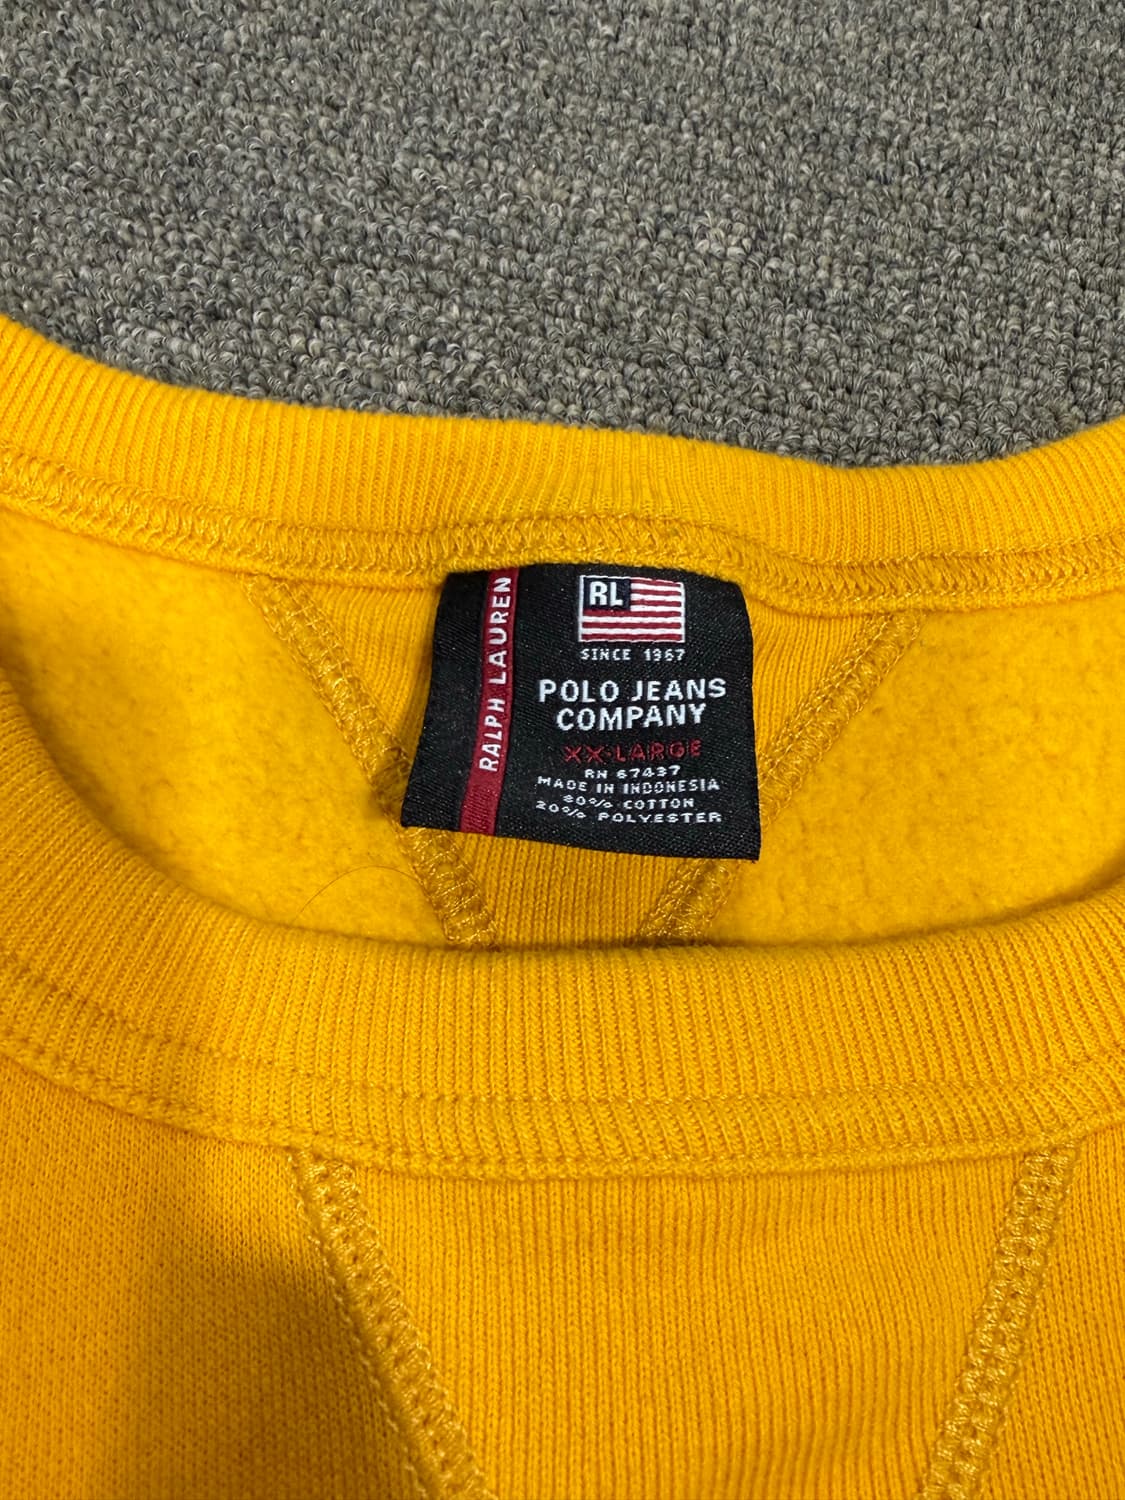 RALPH LAUREN
RL
SINCE 1967
POLO JEANS
COMPANY
XX-LARGE
RN 67437
MADE IN INDONESIA
80% COTTON
20% POLYESTER